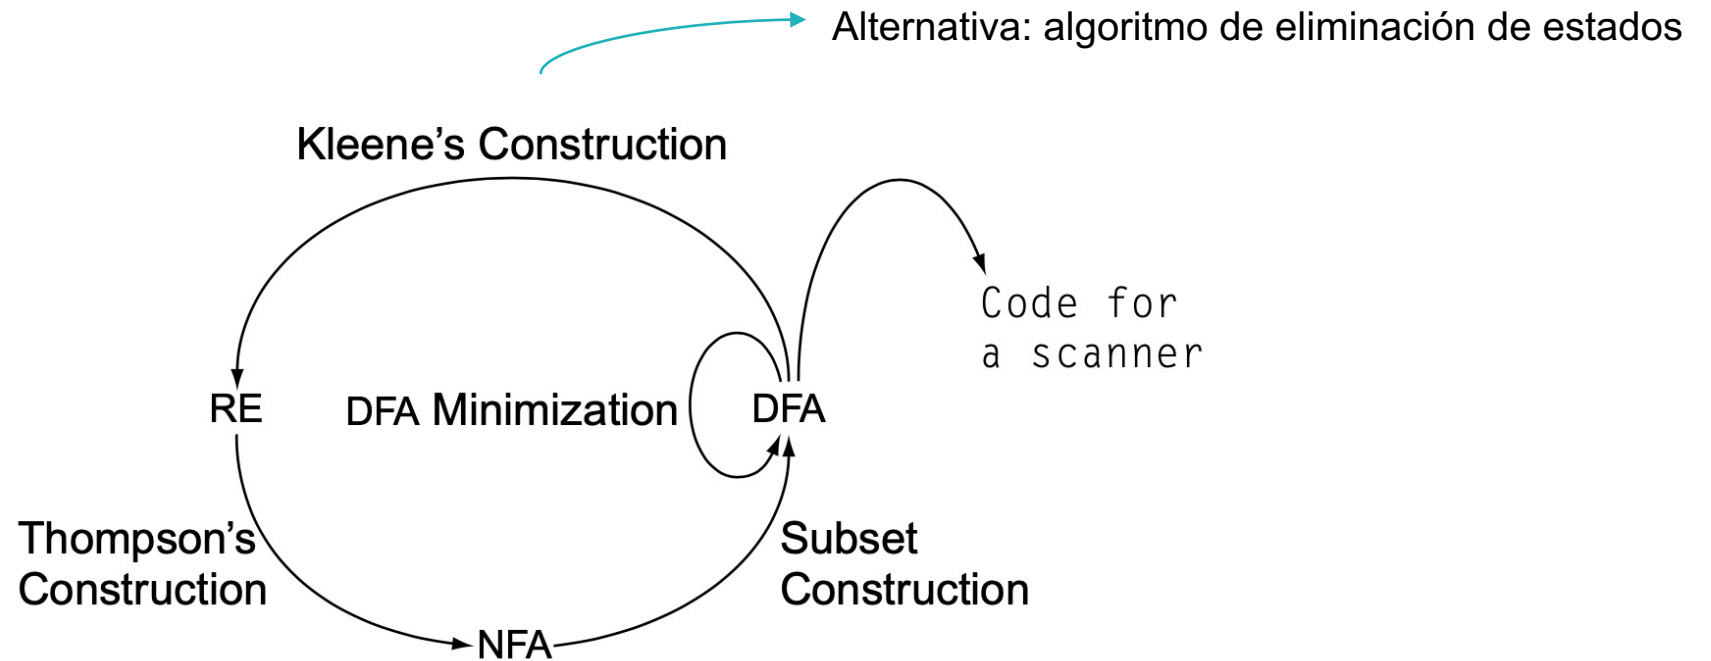 Alternativa: algoritmo de eliminación de estados
Kleene’s Construction
Code for
a scanner
RE
DFA Minimization
DFA
Thompson’s
Construction
Subset
Construction
NFA